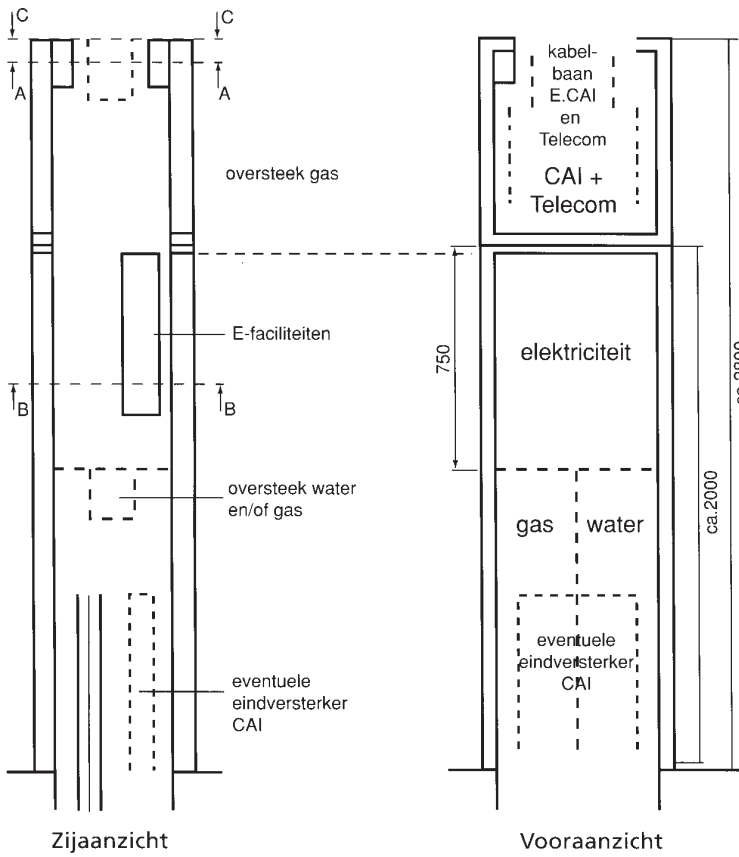 C
C
A
A
oversteek gas
E-faciliteiten
B
B
oversteek water
en/of gas
eventuele
eindversterker
CAI
Zijaanzicht
kabel-
baan
E.CAI
en
Telecom
CAI +
Telecom
750
elektriciteit
gas
water
eventuele
eindversterker
CAI
ca.2000
Vooraanzicht